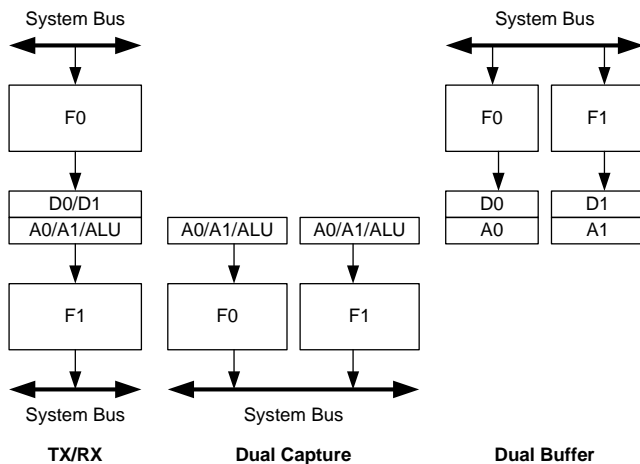 System Bus
System Bus
F0
F0
F1
D0/D1
D0
D1
A0/A1/ALU
A0/A1/ALU
A0/A1/ALU
A0
A1
F1
F0
F1
System Bus
System Bus
TX/RX
Dual Capture
Dual Buffer